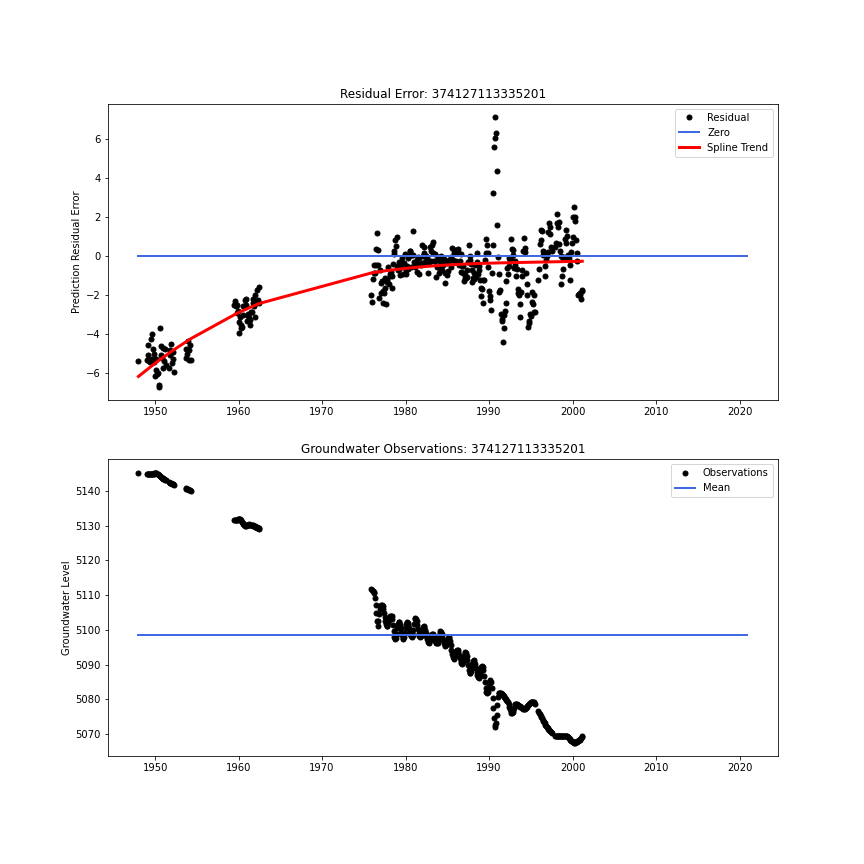 Residual Error: 374127113335201
Prediction Residual Error
6
4
2
0
−2
−4
−6
Residual
Zero
Spline Trend
1950 1960 1970 1980 1990 2000 2010 2020
Groundwater Observations: 374127113335201
Groundwater Level
5140
5130
5120
5110
5100
5090
5080
5070
Observations
Mean
1950 1960 1970 1980 1990 2000 2010 2020